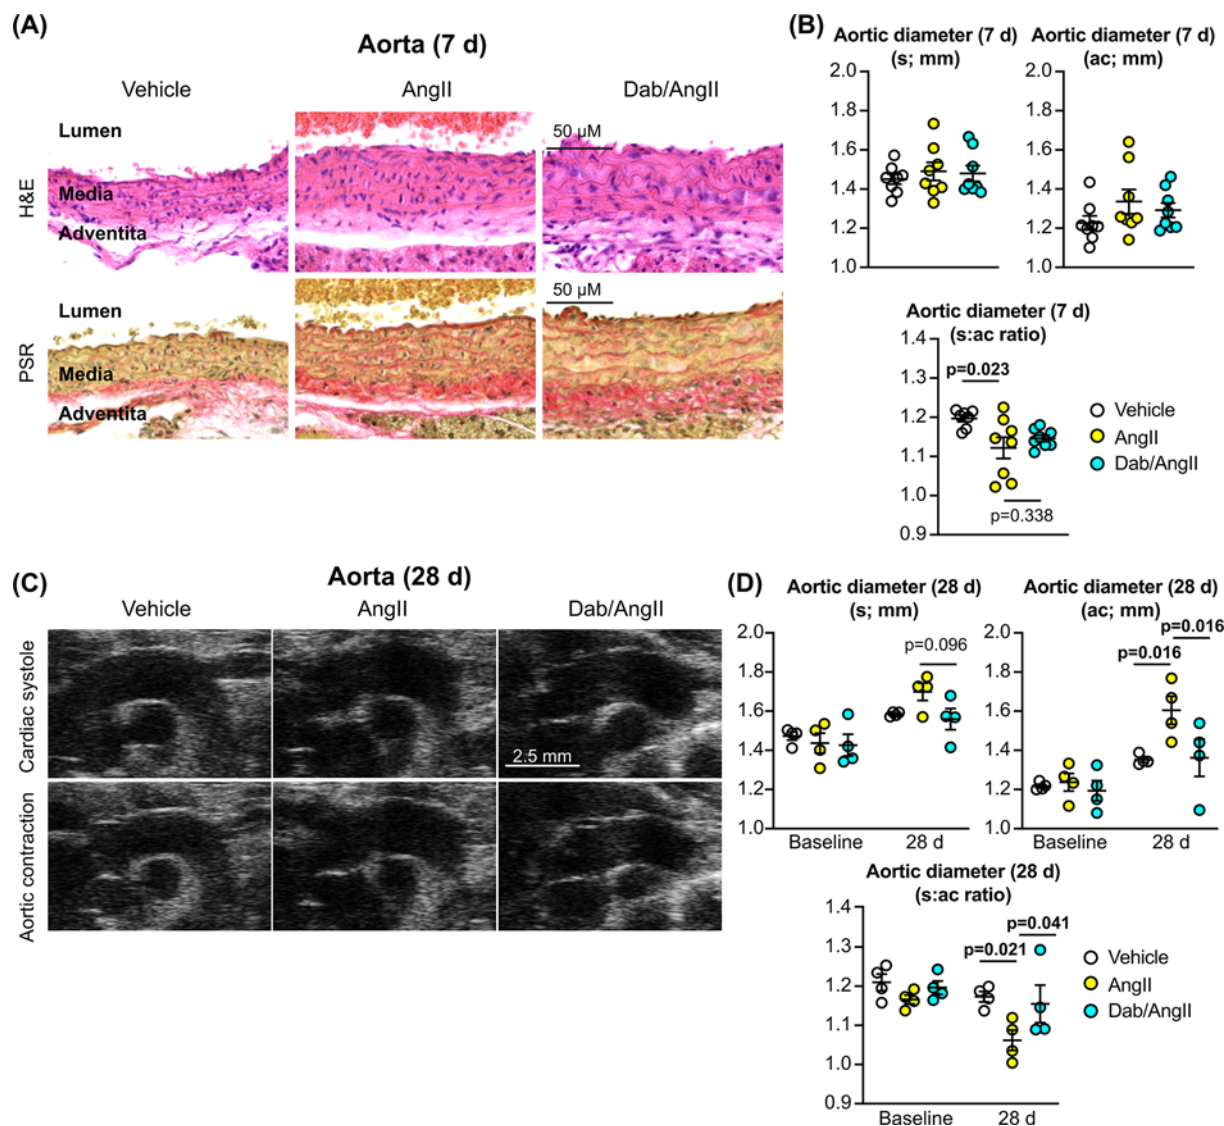 (A)
Aorta (7 d)
Vehicle
AngII
Dab/AngII
H&E
Lumen
Media
Adventita
50 µM
PSR
Lumen
Media
Adventita
50 µM
(B)
Aortic diameter (7 d)
(s; mm)
2.0
1.8
1.6
1.4
1.2
1.0
Aortic diameter (7 d)
(ac; mm)
2.0
1.8
1.6
1.4
1.2
1.0
Aortic diameter (7 d)
(s:ac ratio)
1.4
1.3
1.2
1.1
1.0
0.9
p=0.023
p=0.338
Vehicle
AngII
Dab/AngII
(C)
Aorta (28 d)
Vehicle
AngII
Dab/AngII
Cardiac systole
2.5 mm
Aortic contraction
(D)
Aortic diameter (28 d)
(s; mm)
2.0
1.8
1.6
1.4
1.2
1.0
p=0.096
Baseline
28 d
Aortic diameter (28 d)
(ac; mm)
2.0
1.8
1.6
1.4
1.2
1.0
p=0.016
p=0.016
Baseline
28 d
Aortic diameter (28 d)
(s:ac ratio)
1.4
1.3
1.2
1.1
1.0
0.9
p=0.041
p=0.021
Baseline
28 d
Vehicle
AngII
Dab/AngII